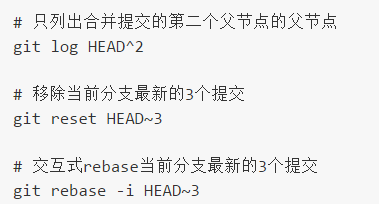 # 只列出合并提交的第二个父节点的父节点
git log HEAD^2
# 移除当前分支最新的3个提交
git reset HEAD~3
# 交互式rebase当前分支最新的3个提交
git rebase -i HEAD~3